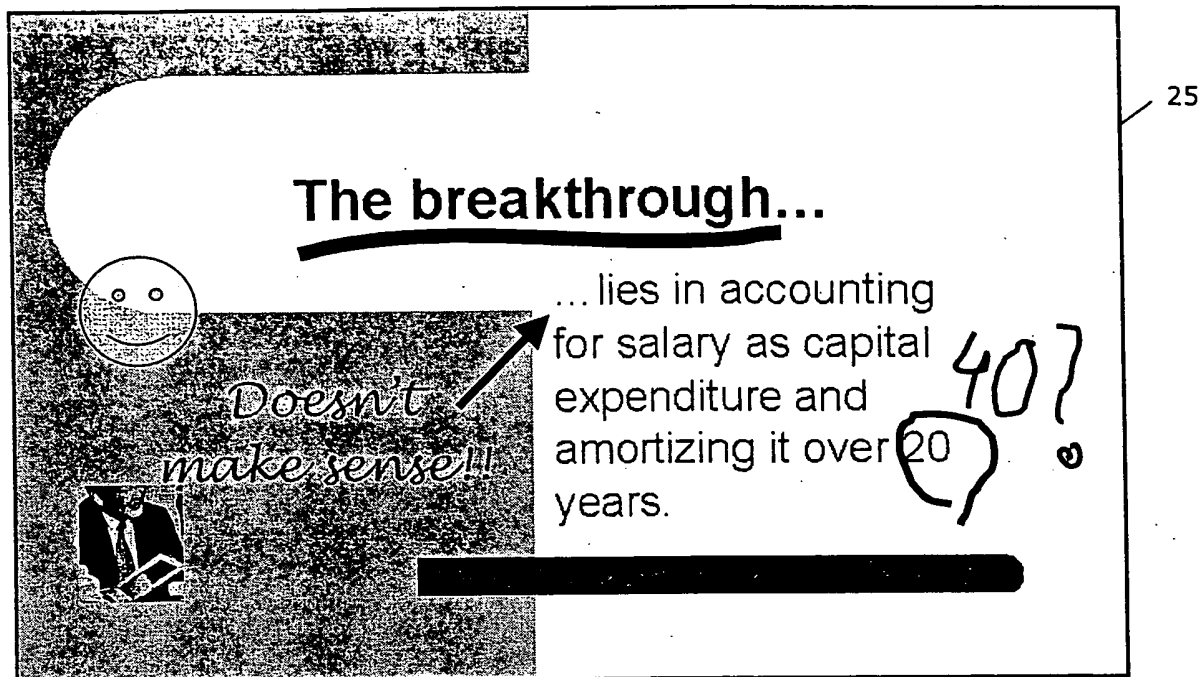 25
The breakthrough...
... lies in accounting
for salary as capital
expenditure and
amortizing it over 20
years.
40?
Doesn't
make sense!!